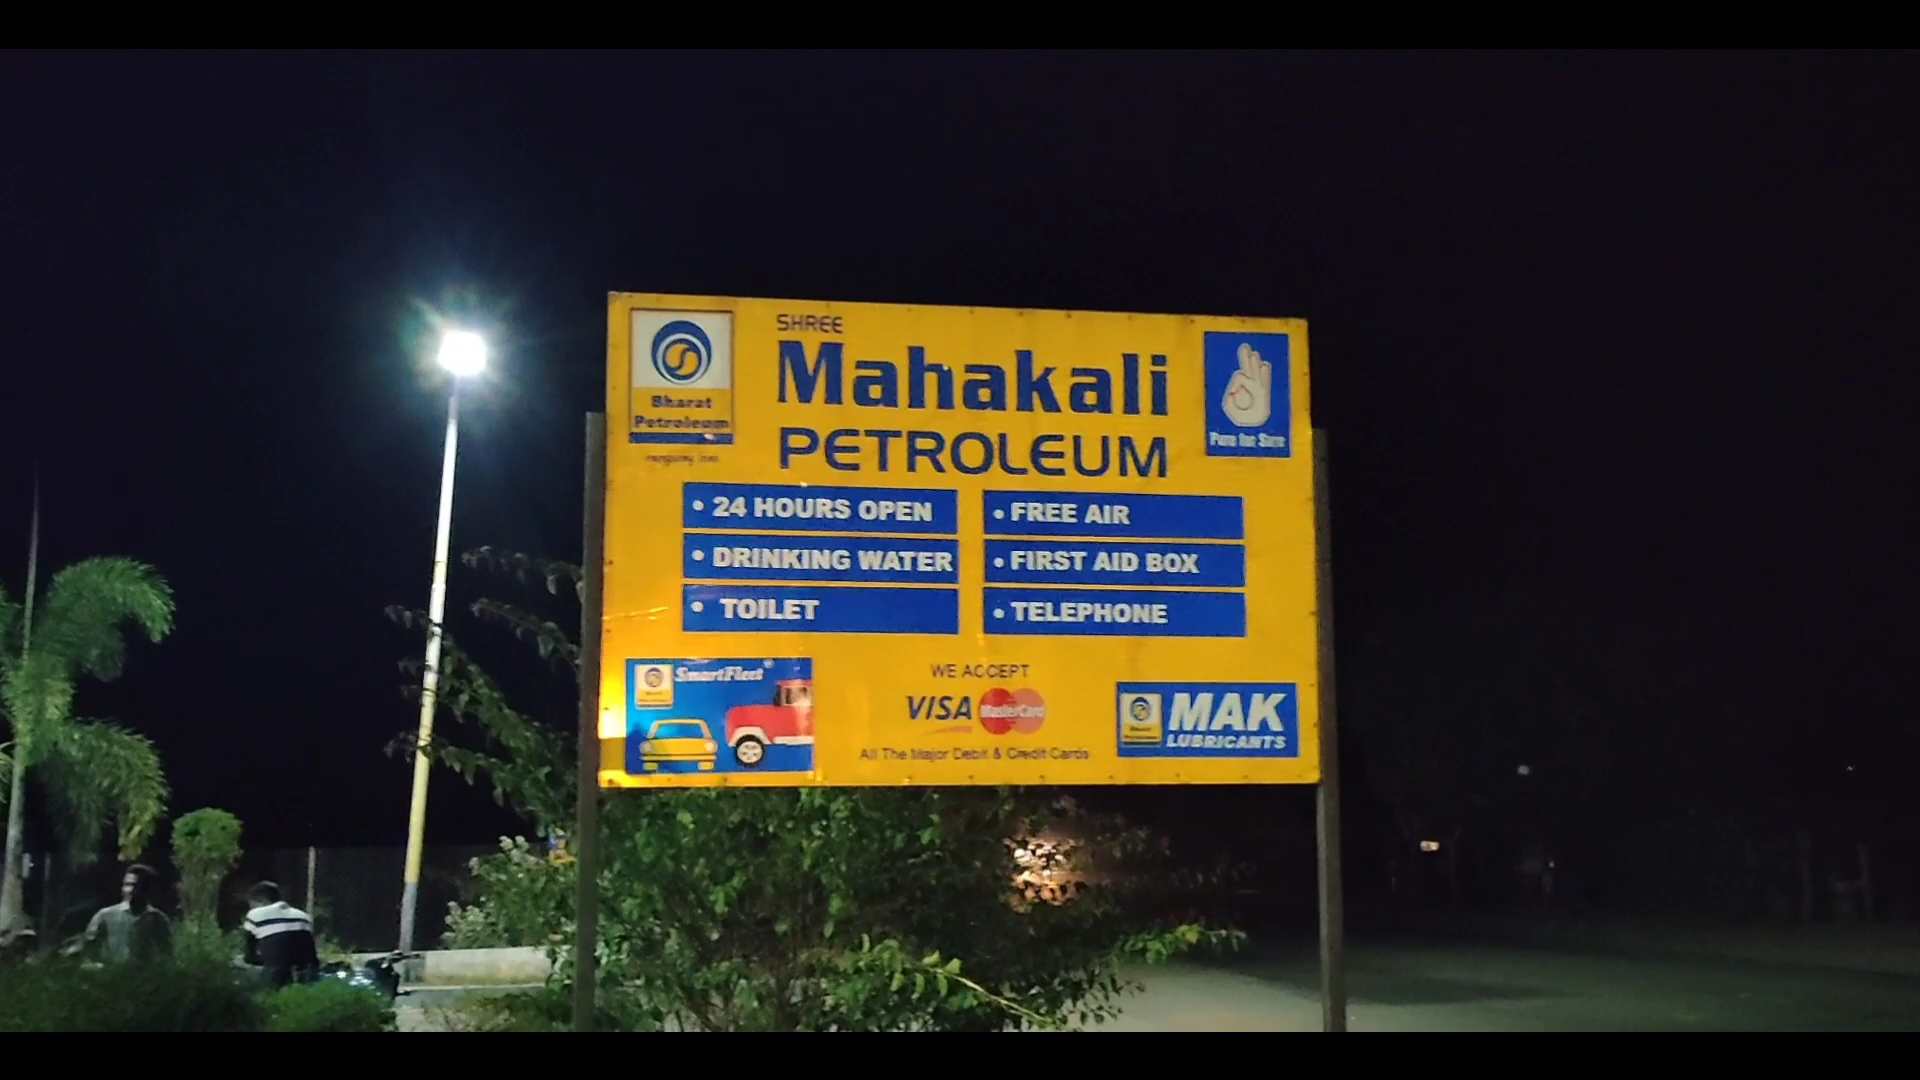 SHREE
Mahakali
PETROLEUM
Bharat
Petroleum
Pure for Sure
• 24 HOURS OPEN
• DRINKING WATER
• TOILET
• FREE AIR
• FIRST AID BOX
• TELEPHONE
SmartFleet
WE ACCEPT
VISA MasterCard
All The Major Debit & Credit Cards
MAK
LUBRICANTS